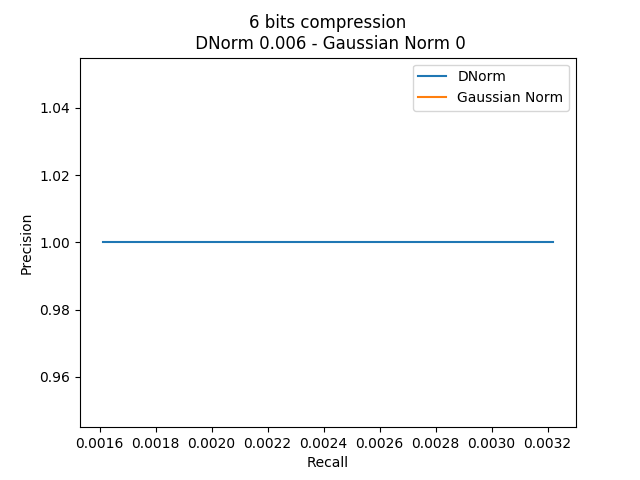 6 bits compression
DNorm 0.006 - Gaussian Norm 0
DNorm
Gaussian Norm
1.04
1.02
1.00
0.98
0.96
Precision
0.0016 0.0018 0.0020 0.0022 0.0024 0.0026 0.0028 0.0030 0.0032
Recall